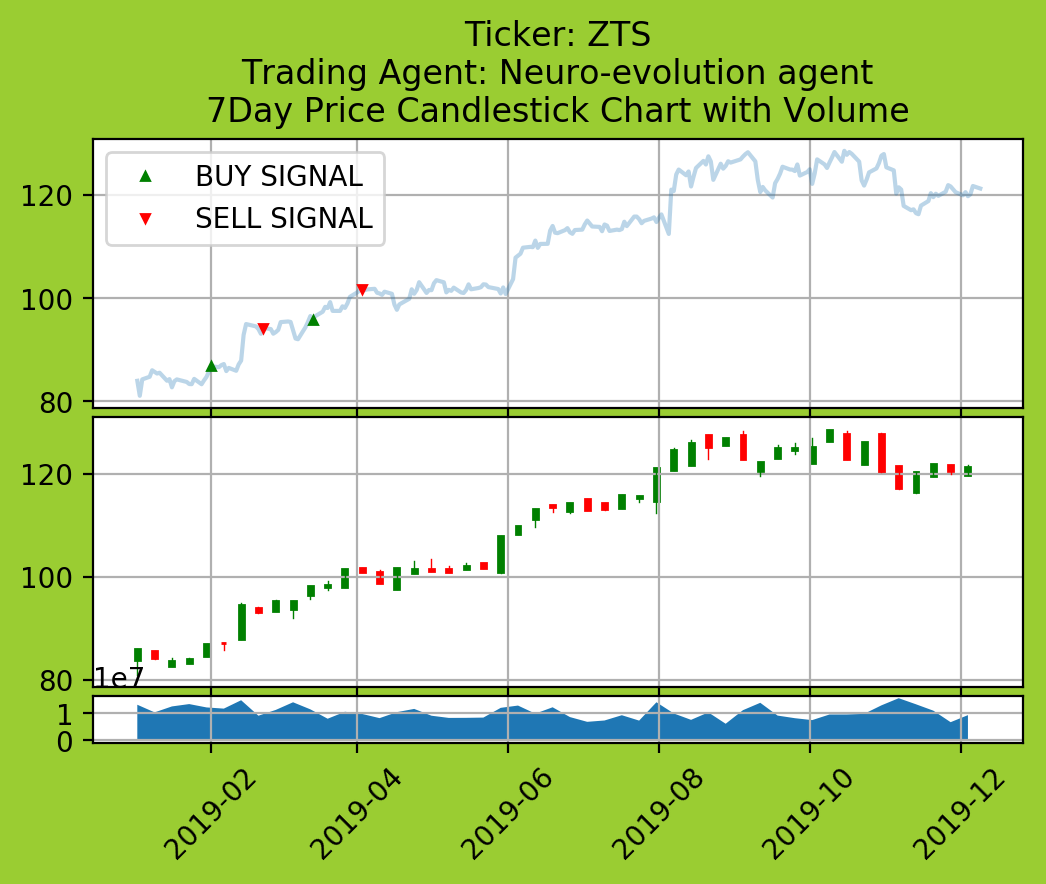 Ticker: ZTS
Trading Agent: Neuro-evolution agent
7Day Price Candlestick Chart with Volume
BUY SIGNAL
SELL SIGNAL
120
100
80
120
100
80
1e7
1
0
2019-02
2019-04
2019-06
2019-08
2019-10
2019-12